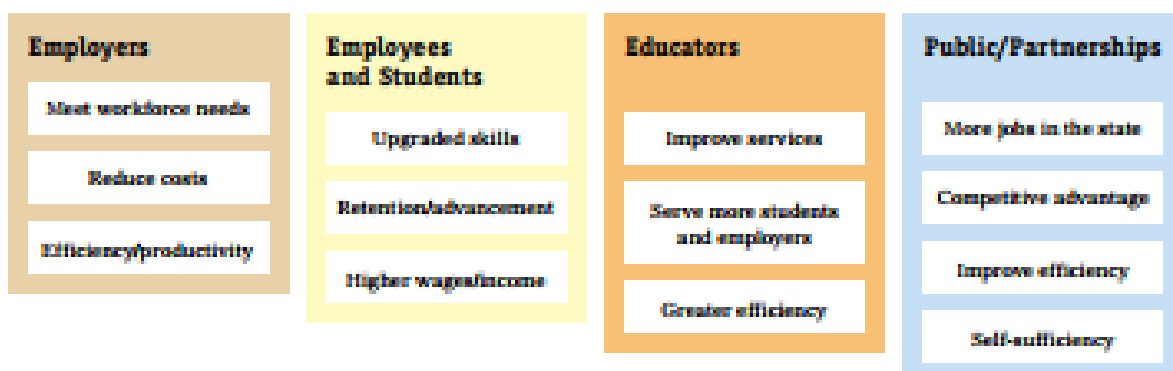 Employers
Meet workforce needs
Reduce costs
Efficiency/productivity
Employees
and Students
Upgraded skills
Retention/advancement
Higher wages/income
Educators
Improve services
Serve more students
and employers
Greater efficiency
Public/Partnerships
More jobs in the state
Competitive advantage
Improve efficiency
Self-sufficiency